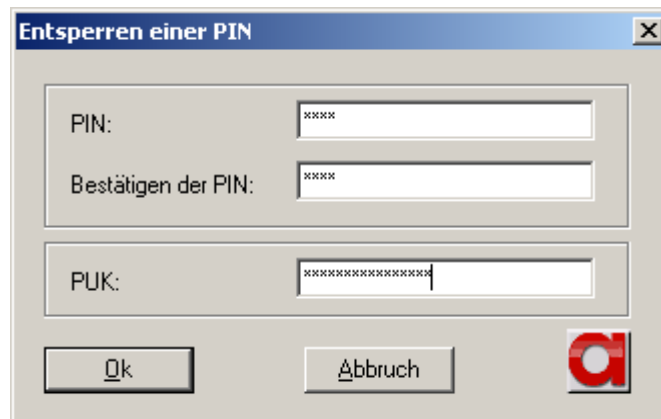 Entsperren einer PIN
PIN: ****
Bestätigen der PIN: ****
PUK: ****************
Ok Abbruch